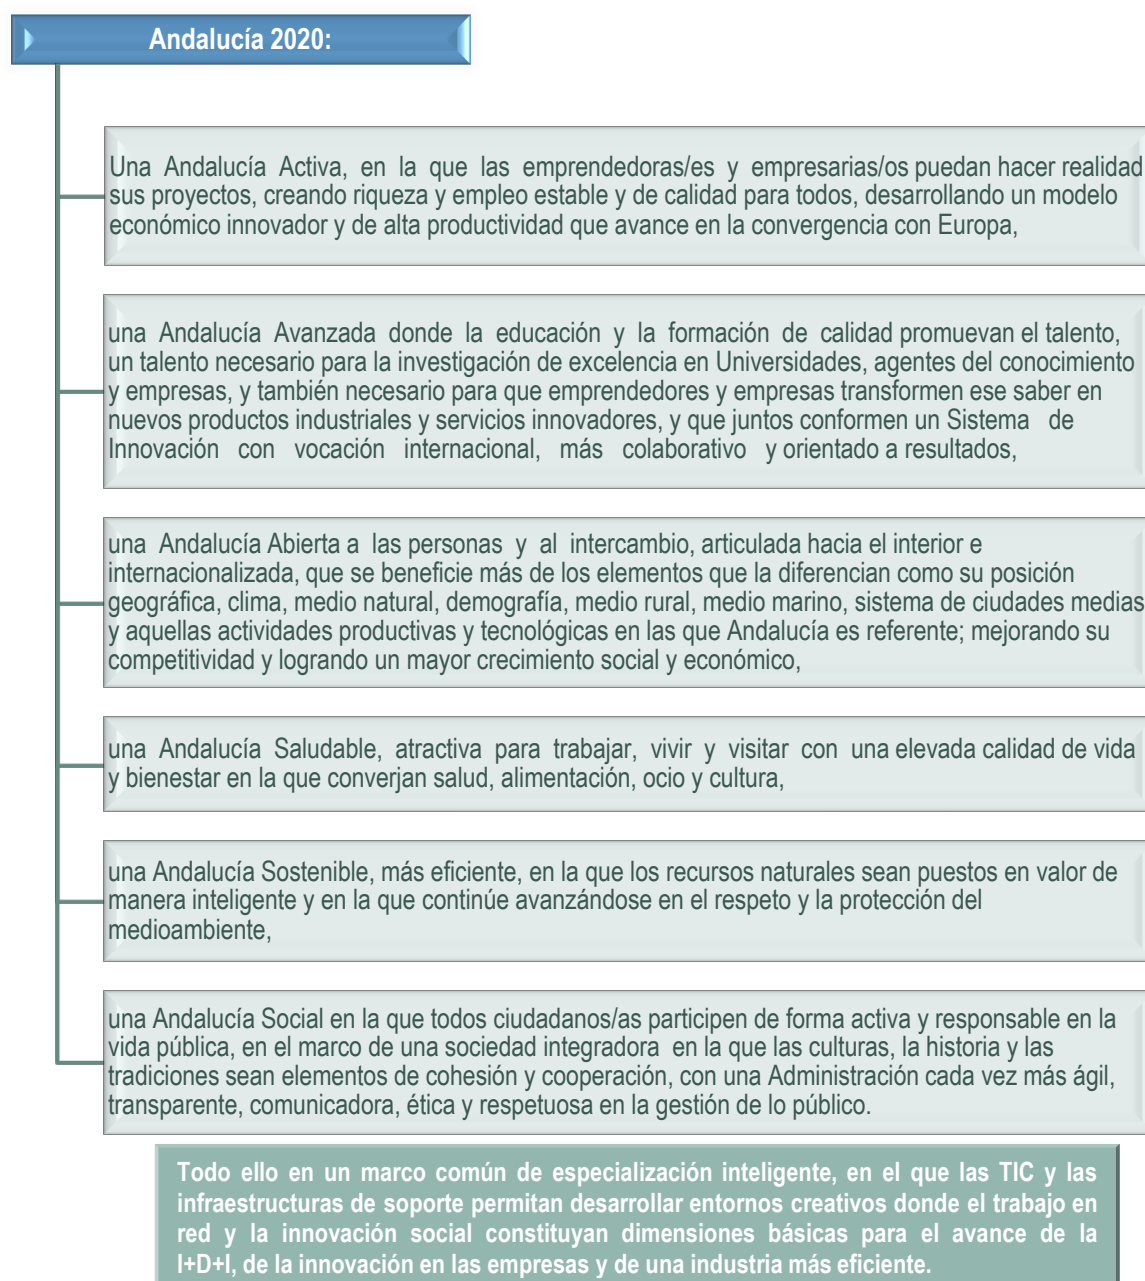 Andalucía 2020:
Una Andalucía Activa, en la que las emprendedoras/es y empresarias/os puedan hacer realidad
sus proyectos, creando riqueza y empleo estable y de calidad para todos, desarrollando un modelo
económico innovador y de alta productividad que avance en la convergencia con Europa,
una Andalucía Avanzada donde la educación y la formación de calidad promuevan el talento,
un talento necesario para la investigación de excelencia en Universidades, agentes del conocimiento
y empresas, y también necesario para que emprendedores y empresas transformen ese saber en
nuevos productos industriales y servicios innovadores, y que juntos conformen un Sistema de
Innovación con vocación internacional, más colaborativo y orientado a resultados,
una Andalucía Abierta a las personas y al intercambio, articulada hacia el interior e
internacionalizada, que se beneficie más de los elementos que la diferencian como su posición
geográfica, clima, medio natural, demografía, medio rural, medio marino, sistema de ciudades medias
y aquellas actividades productivas y tecnológicas en las que Andalucía es referente; mejorando su
competitividad y logrando un mayor crecimiento social y económico,
una Andalucía Saludable, atractiva para trabajar, vivir y visitar con una elevada calidad de vida
y bienestar en la que converjan salud, alimentación, ocio y cultura,
una Andalucía Sostenible, más eficiente, en la que los recursos naturales sean puestos en valor de
manera inteligente y en la que continúe avanzándose en el respeto y la protección del
medioambiente,
una Andalucía Social en la que todos ciudadanos/as participen de forma activa y responsable en la
vida pública, en el marco de una sociedad integradora en la que las culturas, la historia y las
tradiciones sean elementos de cohesión y cooperación, con una Administración cada vez más ágil,
transparente, comunicadora, ética y respetuosa en la gestión de lo público.
Todo ello en un marco común de especialización inteligente, en el que las TIC y las
infraestructuras de soporte permitan desarrollar entornos creativos donde el trabajo en
red y la innovación social constituyan dimensiones básicas para el avance de la
I+D+I, de la innovación en las empresas y de una industria más eficiente.